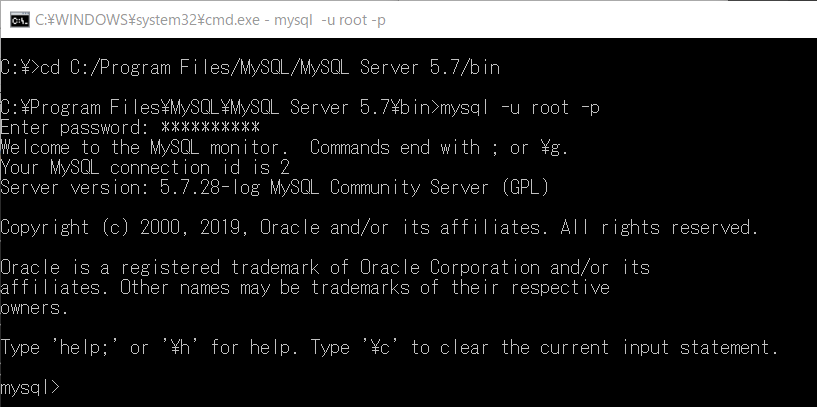 C:¥WINDOWS¥system32¥cmd.exe - mysql -u root -p
C:¥>cd C:/Program Files/MySQL/MySQL Server 5.7/bin
C:¥Program Files¥MySQL¥MySQL Server 5.7¥bin>mysql -u root -p
Enter password: **********
Welcome to the MySQL monitor.  Commands end with ; or ¥g.
Your MySQL connection id is 2
Server version: 5.7.28-log MySQL Community Server (GPL)
Copyright (c) 2000, 2019, Oracle and/or its affiliates. All rights reserved.
Oracle is a registered trademark of Oracle Corporation and/or its
affiliates. Other names may be trademarks of their respective
owners.
Type 'help;' or '¥h' for help. Type '¥c' to clear the current input statement.
mysql>